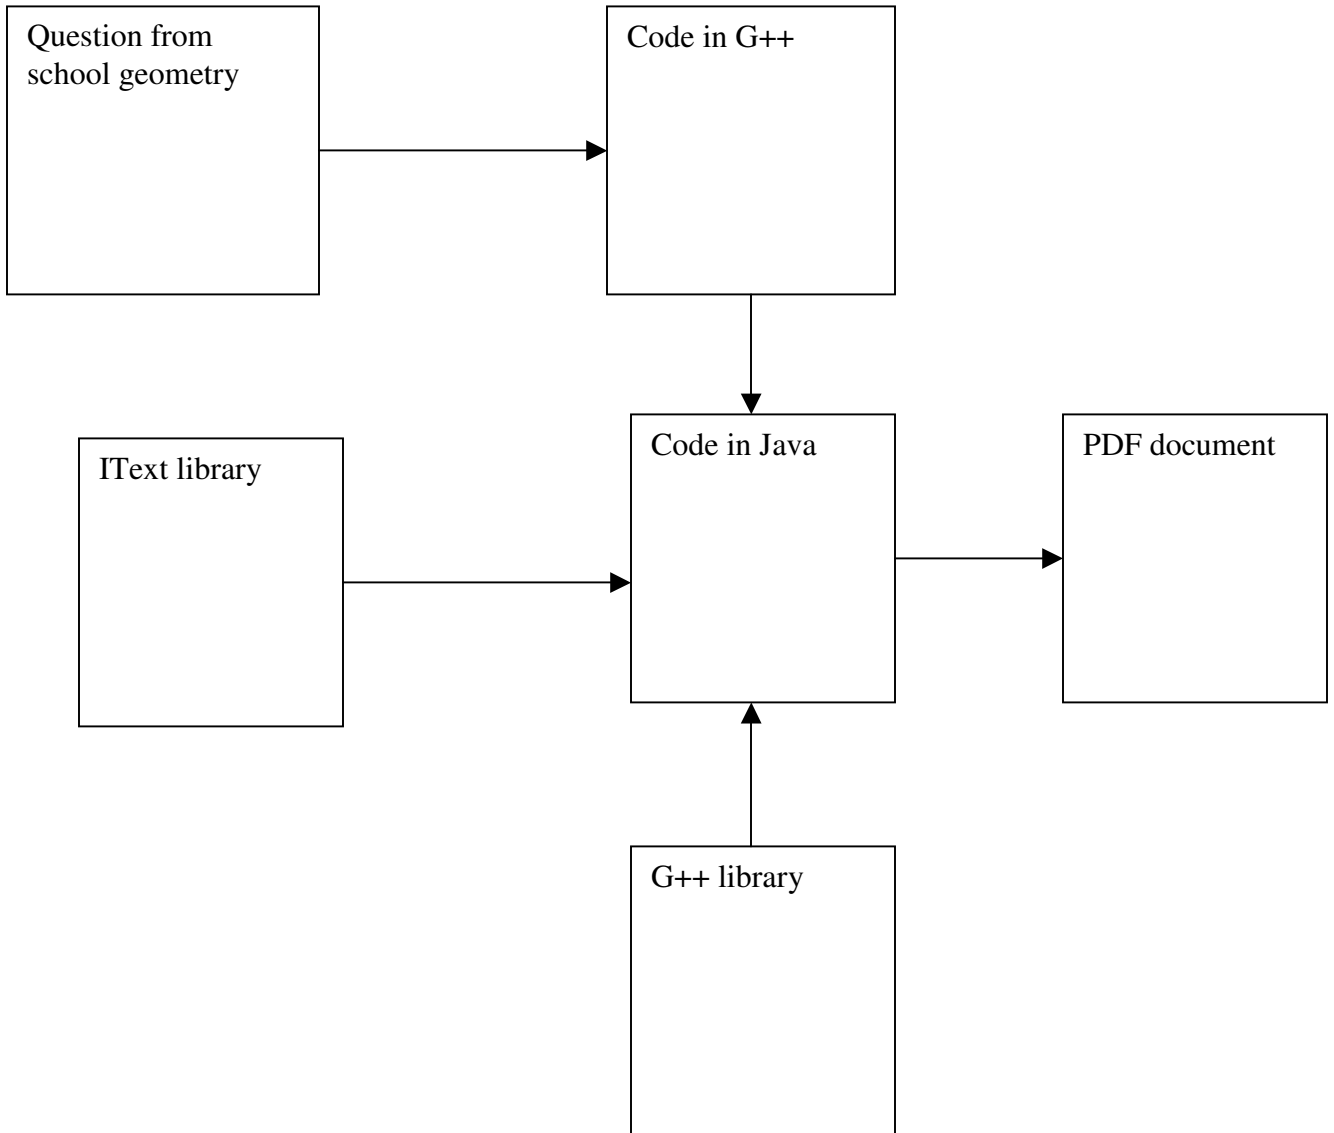 Question from
school geometry
Code in G++
IText library
Code in Java
PDF document
G++ library